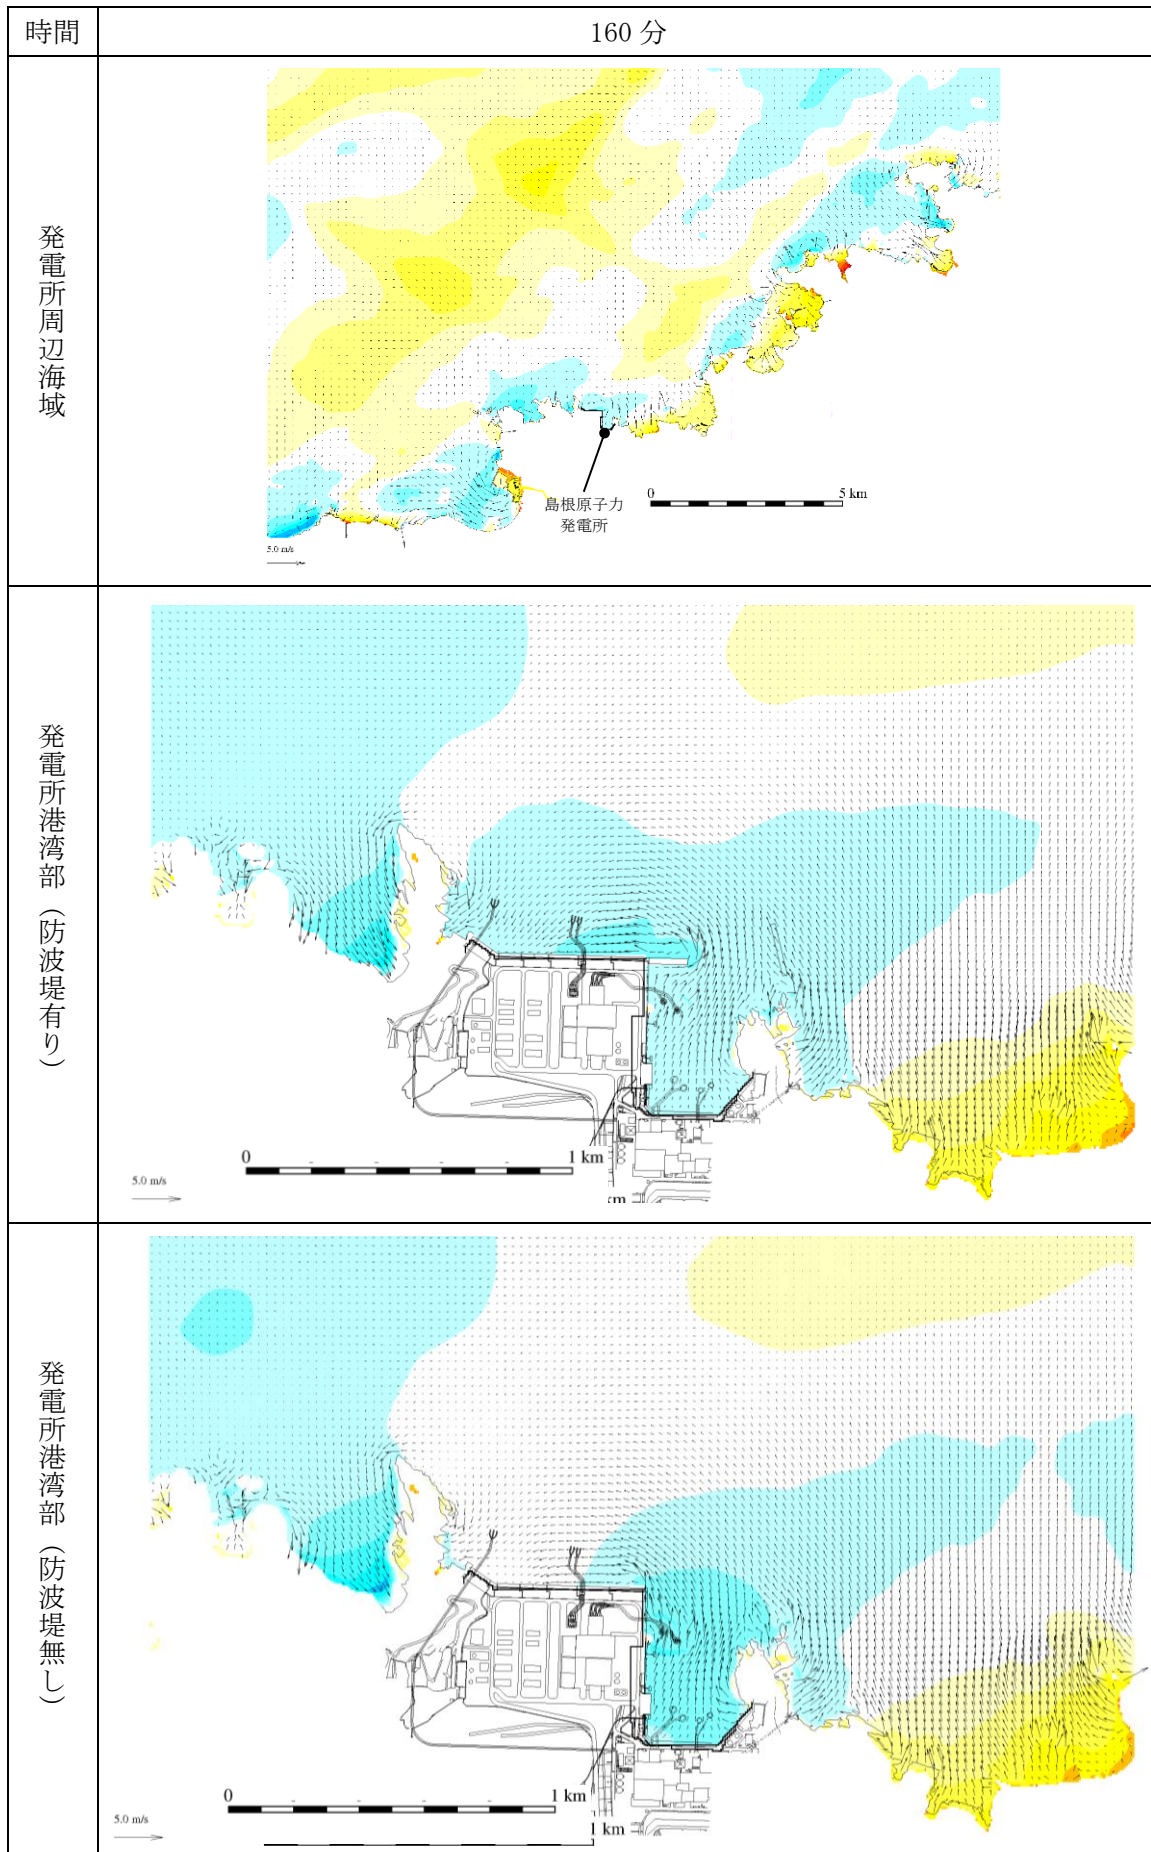 時間
160 分
発電所周辺海域
島根原子力
発電所
0 5 km
5.0 m/s
発電所港湾部（防波堤有り）
0 1 km
5.0 m/s
km
発電所港湾部（防波堤無し）
0 1 km
5.0 m/s
1 km